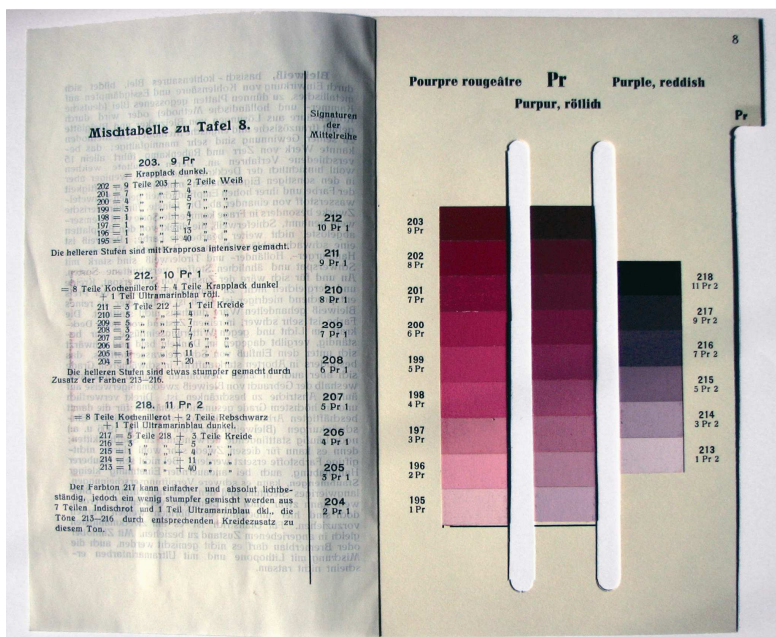 Mischtabelle zu Tafel 8.
203. 9 Pr
= Krapplack dunkel.
202 = 9 Teile 203 + 2 Teile Weiß
201 = 7 „ „ + 4 „ „
200 = 4 „ „ + 5 „ „
199 = 3 „ „ + 7 „ „
198 = 1 „ „ + 4 „ „
197 = 1 „ „ + 7 „ „
196 = 1 „ „ + 13 „ „
195 = 1 „ „ + 40 „ „
Die helleren Stufen sind mit Krapprosa intensiver gemacht.
212. 10 Pr 1
= 8 Teile Kochenillerot + 4 Teile Krapplack dunkel
+ 1 Teil Ultramarinblau rötl.
211 = 3 Teile 212 + 1 Teil Kreide
210 = 5 „ „ + 4 „ „
209 = 5 „ „ + 7 „ „
208 = 3 „ „ + 7 „ „
207 = 2 „ „ + 7 „ „
206 = 1 „ „ + 6 „ „
205 = 1 „ „ + 11 „ „
204 = 1 „ „ + 20 „ „
Die helleren Stufen sind etwas stumpfer gemacht durch
Zusatz der Farben 213–216.
218. 11 Pr 2
= 8 Teile Kochenillerot + 2 Teile Rebschwarz
+ 1 Teil Ultramarinblau dunkel.
217 = 5 Teile 218 + 3 Teile Kreide
216 = 3 „ „ + 5 „ „
215 = 1 „ „ + 4 „ „
214 = 1 „ „ + 11 „ „
213 = 1 „ „ + 40 „ „
Der Farbton 217 kann einfacher und absolut lichtbe-
ständig, jedoch ein wenig stumpfer gemischt werden aus
7 Teilen Indischrot und 1 Teil Ultramarinblau dkl., die
Töne 213–216 durch entsprechenden Kreidezusatz zu
diesem Ton.
Signaturen
der
Mittelreihe
212
10 Pr 1
211
9 Pr 1
210
8 Pr 1
209
7 Pr 1
208
6 Pr 1
207
5 Pr 1
206
4 Pr 1
205
3 Pr 1
204
2 Pr 1
8
Pourpre rougeâtre Pr Purple, reddish
Purpur, rötlich
Pr
203
9 Pr
202
8 Pr
201
7 Pr
200
6 Pr
199
5 Pr
198
4 Pr
197
3 Pr
196
2 Pr
195
1 Pr
218
11 Pr 2
217
9 Pr 2
216
7 Pr 2
215
5 Pr 2
214
3 Pr 2
213
1 Pr 2